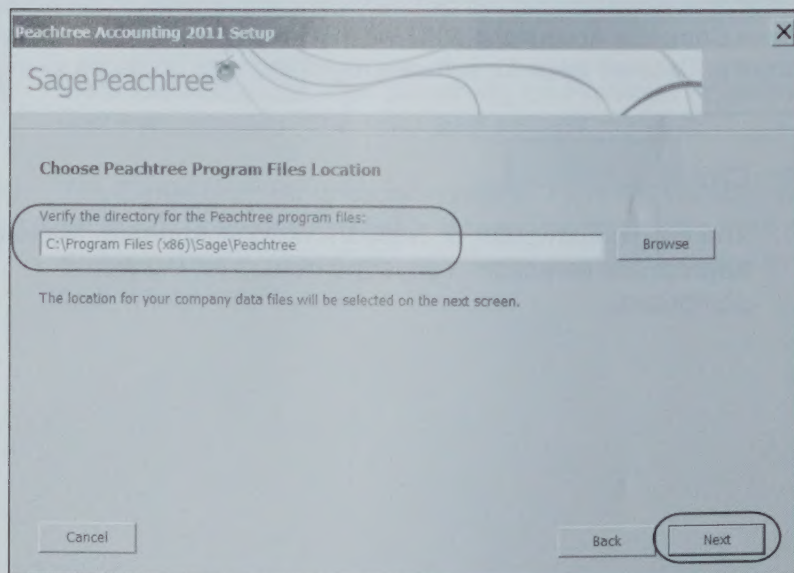 Peachtree Accounting 2011 Setup
Sage Peachtree
Choose Peachtree Program Files Location
Verify the directory for the Peachtree program files:
C:\Program Files (x86)\Sage\Peachtree
Browse
The location for your company data files will be selected on the next screen.
Cancel
Back
Next